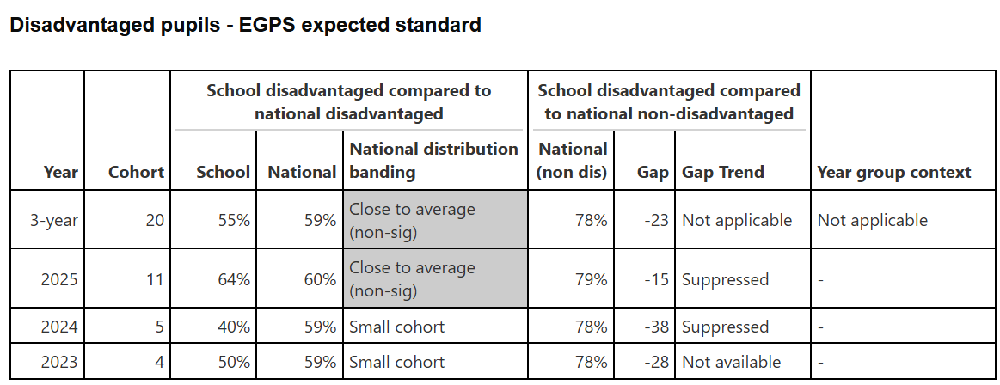 Disadvantaged pupils - EGPS expected standard
School disadvantaged compared to national disadvantaged
School disadvantaged compared to national non-disadvantaged
Year Cohort School National National distribution banding National (non dis) Gap Gap Trend Year group context
3-year 20 55% 59% Close to average (non-sig) 78% -23 Not applicable Not applicable
2025 11 64% 60% Close to average (non-sig) 79% -15 Suppressed -
2024 5 40% 59% Small cohort 78% -38 Suppressed -
2023 4 50% 59% Small cohort 78% -28 Not available -